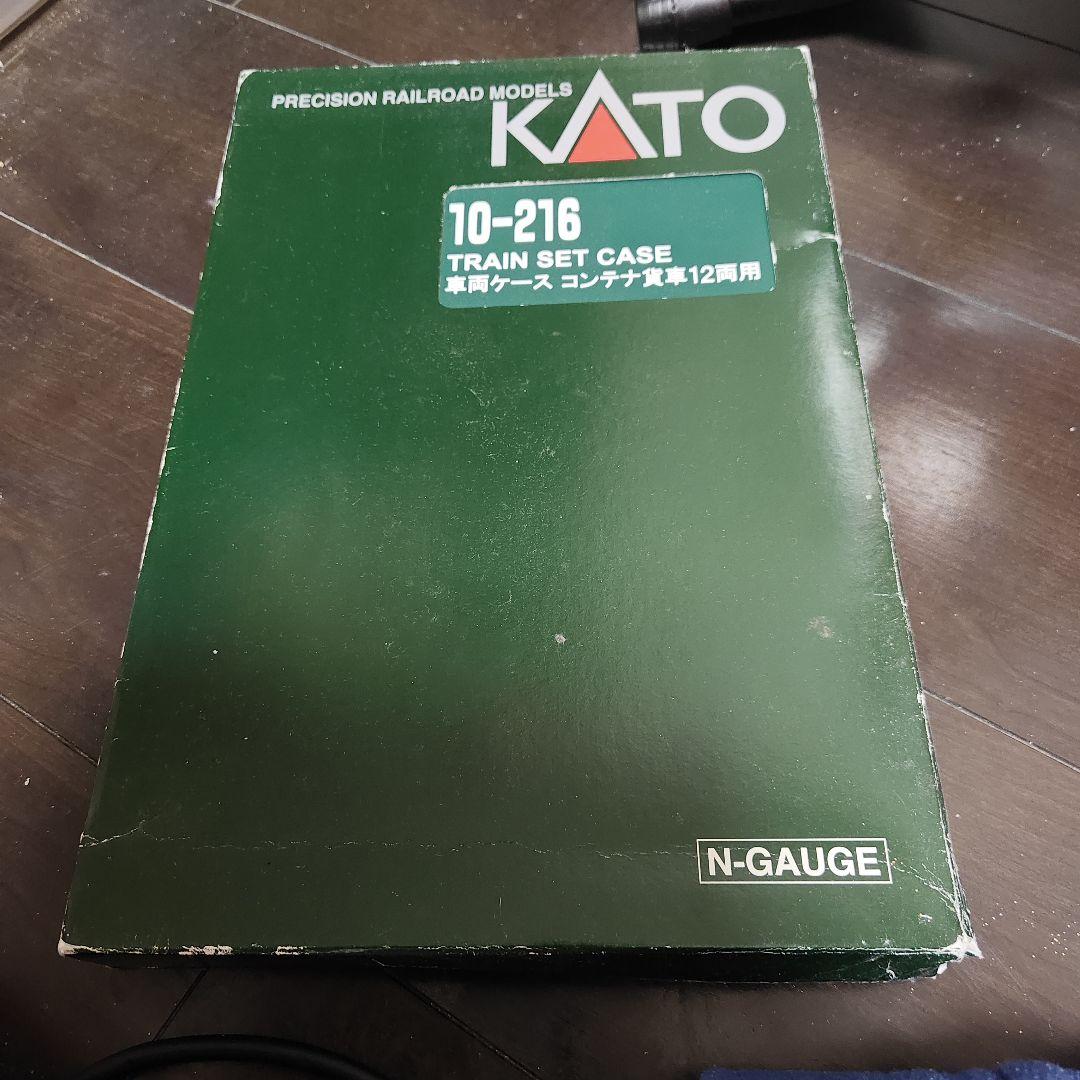 PRECISION RAILROAD MODELS
KATO
10-216
TRAIN SET CASE
車両ケース コンテナ貨車12両用
N-GAUGE